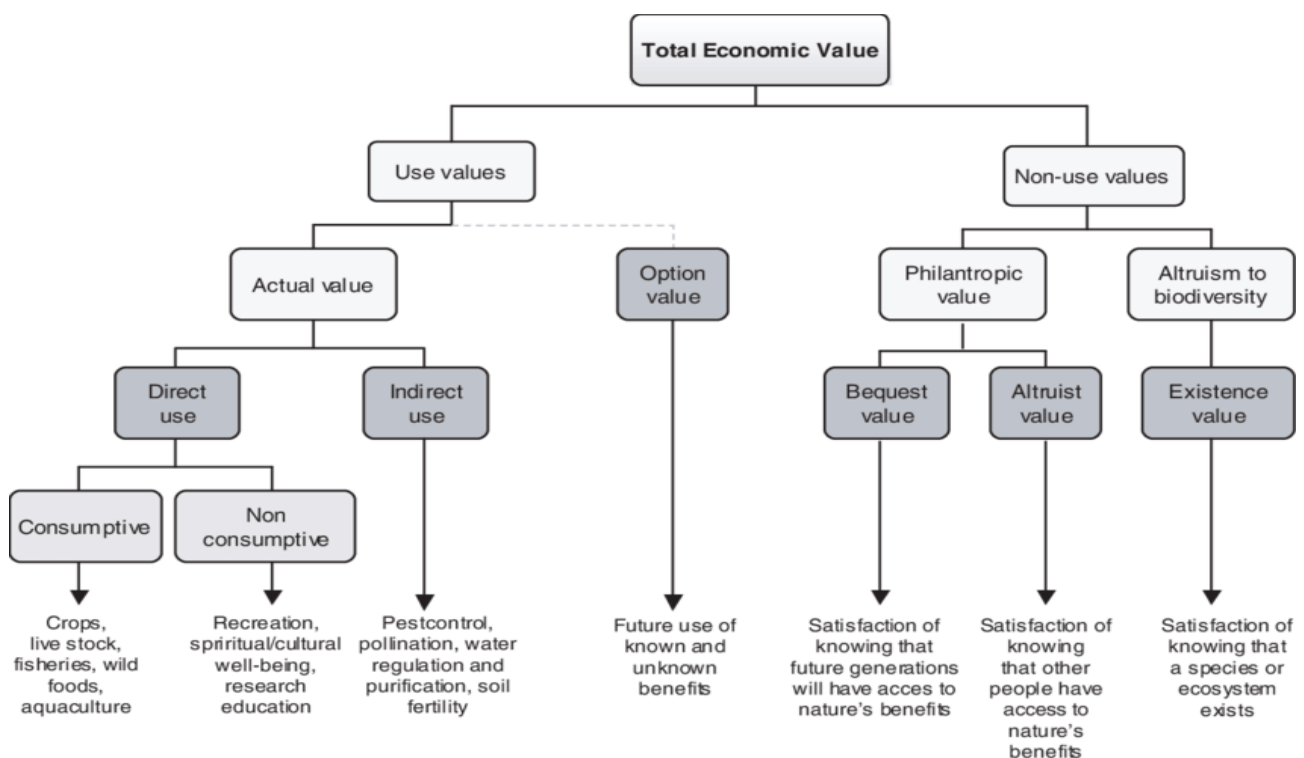 Total Economic Value
Use values
Non-use values
Actual value
Option
value
Philantropic
value
Altruism to
biodiversity
Direct
use
Indirect
use
Bequest
value
Altruist
value
Existence
value
Consumptive
Non
consumptive
Crops,
live stock,
fisheries, wild
foods,
aquaculture
Recreation,
spriritual/cultural
well-being,
research
education
Pestcontrol,
pollination, water
regulation and
purification, soil
fertility
Future use of
known and
unknown
benefits
Satisfaction of
knowing that
future generations
will have acces to
nature's benefits
Satisfaction of
knowing
that other
people have
access to
nature's
benefits
Satisfaction of
knowing that
a species or
ecosystem
exists